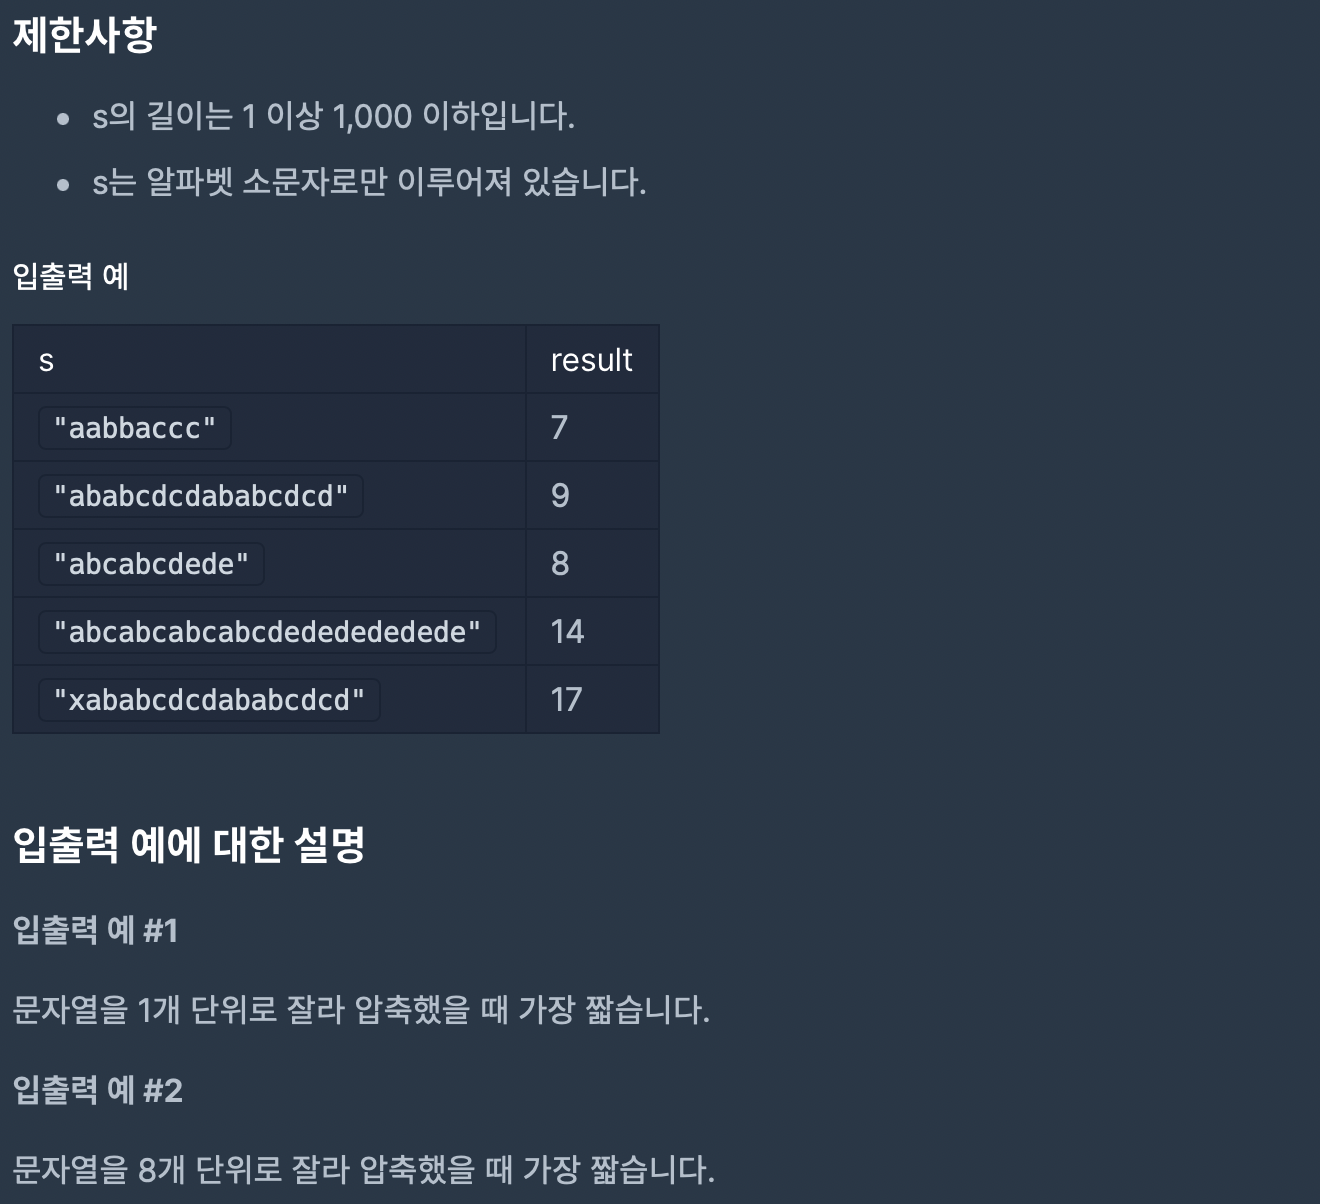 제한사항
s의 길이는 1 이상 1,000 이하입니다.
s는 알파벳 소문자로만 이루어져 있습니다.
입출력 예
s result
"aabbaccc" 7
"ababcdcdababcdcd" 9
"abcabcdede" 8
"abcabcabcabcdededededede" 14
"xababcdcdababcdcd" 17
입출력 예에 대한 설명
입출력 예 #1
문자열을 1개 단위로 잘라 압축했을 때 가장 짧습니다.
입출력 예 #2
문자열을 8개 단위로 잘라 압축했을 때 가장 짧습니다.